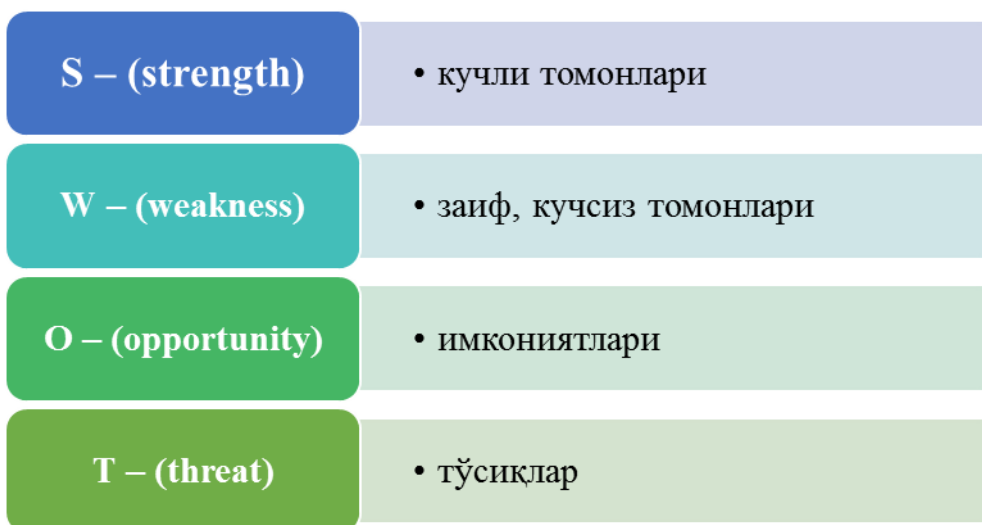 S – (strength)
• кучли томонлари
W – (weakness)
• заиф, кучсиз томонлари
O – (opportunity)
• имкониятлари
T – (threat)
• тўсиқлар